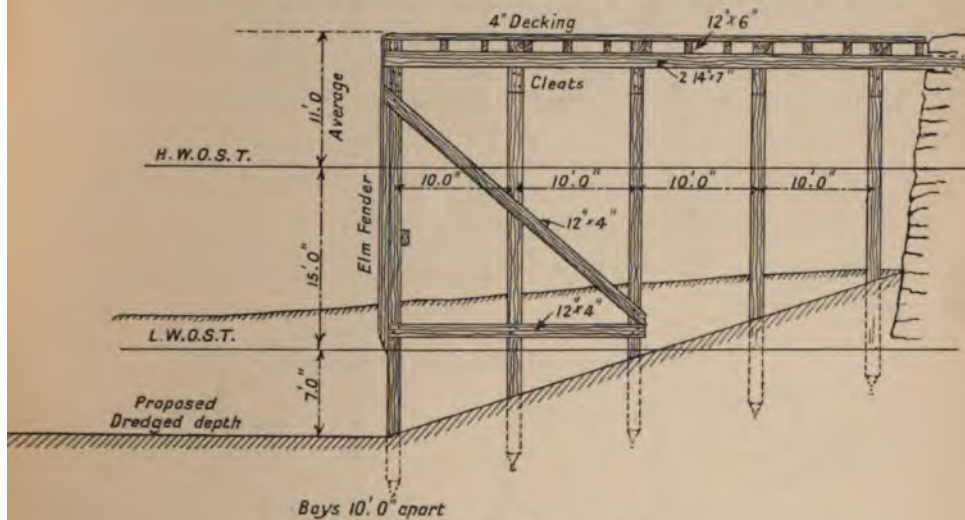 4" Decking
12" x 6"
2 14" x 7"
Cleats
11'.0
Average
H.W.O.S.T.
10.0"
10'.0"
10'.0"
10'.0"
Elm Fender
12" x 4"
15'.0"
12" x 4"
L.W.O.S.T.
7'.0"
Proposed
Dredged depth
Bays 10'.0" apart